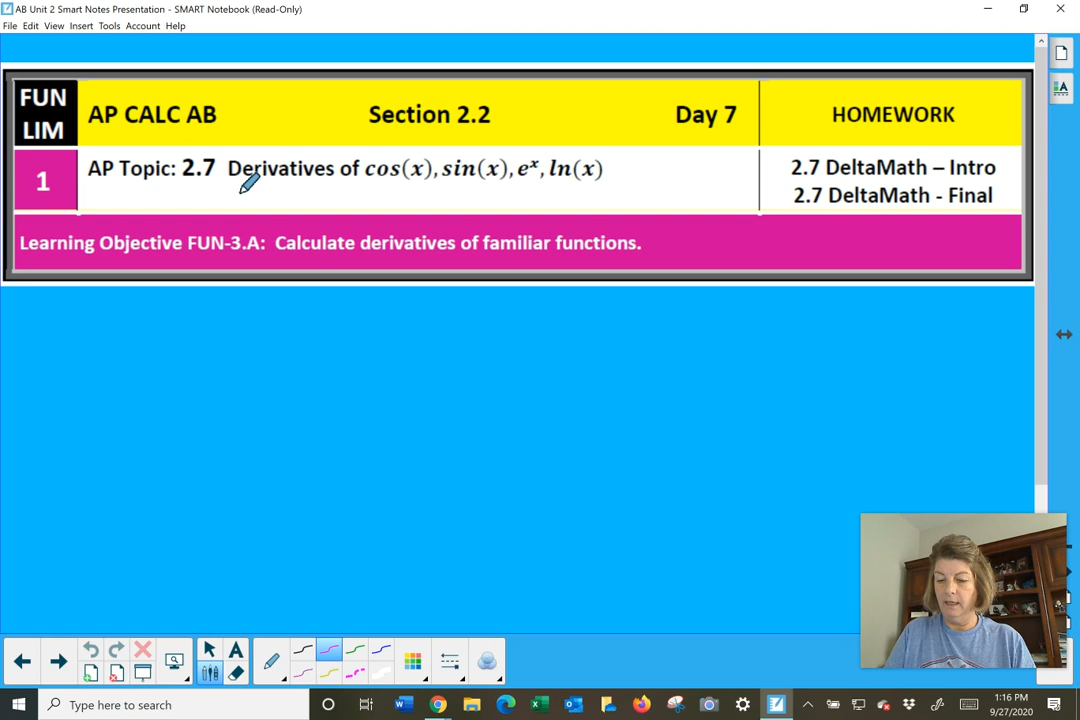 AB Unit 2 Smart Notes Presentation - SMART Notebook (Read-Only)
File Edit View Insert Tools Account Help
FUN LIM
AP CALC AB Section 2.2 Day 7 HOMEWORK
1
AP Topic: 2.7 Derivatives of cos(x), sin(x), eˣ, ln(x)
2.7 DeltaMath – Intro
2.7 DeltaMath - Final
Learning Objective FUN-3.A: Calculate derivatives of familiar functions.
Type here to search
1:16 PM
9/27/2020